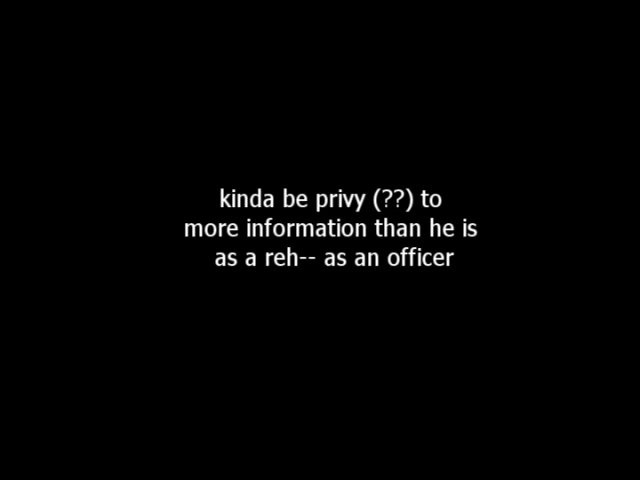 kinda be privy (??) to
more information than he is
as a reh-- as an officer